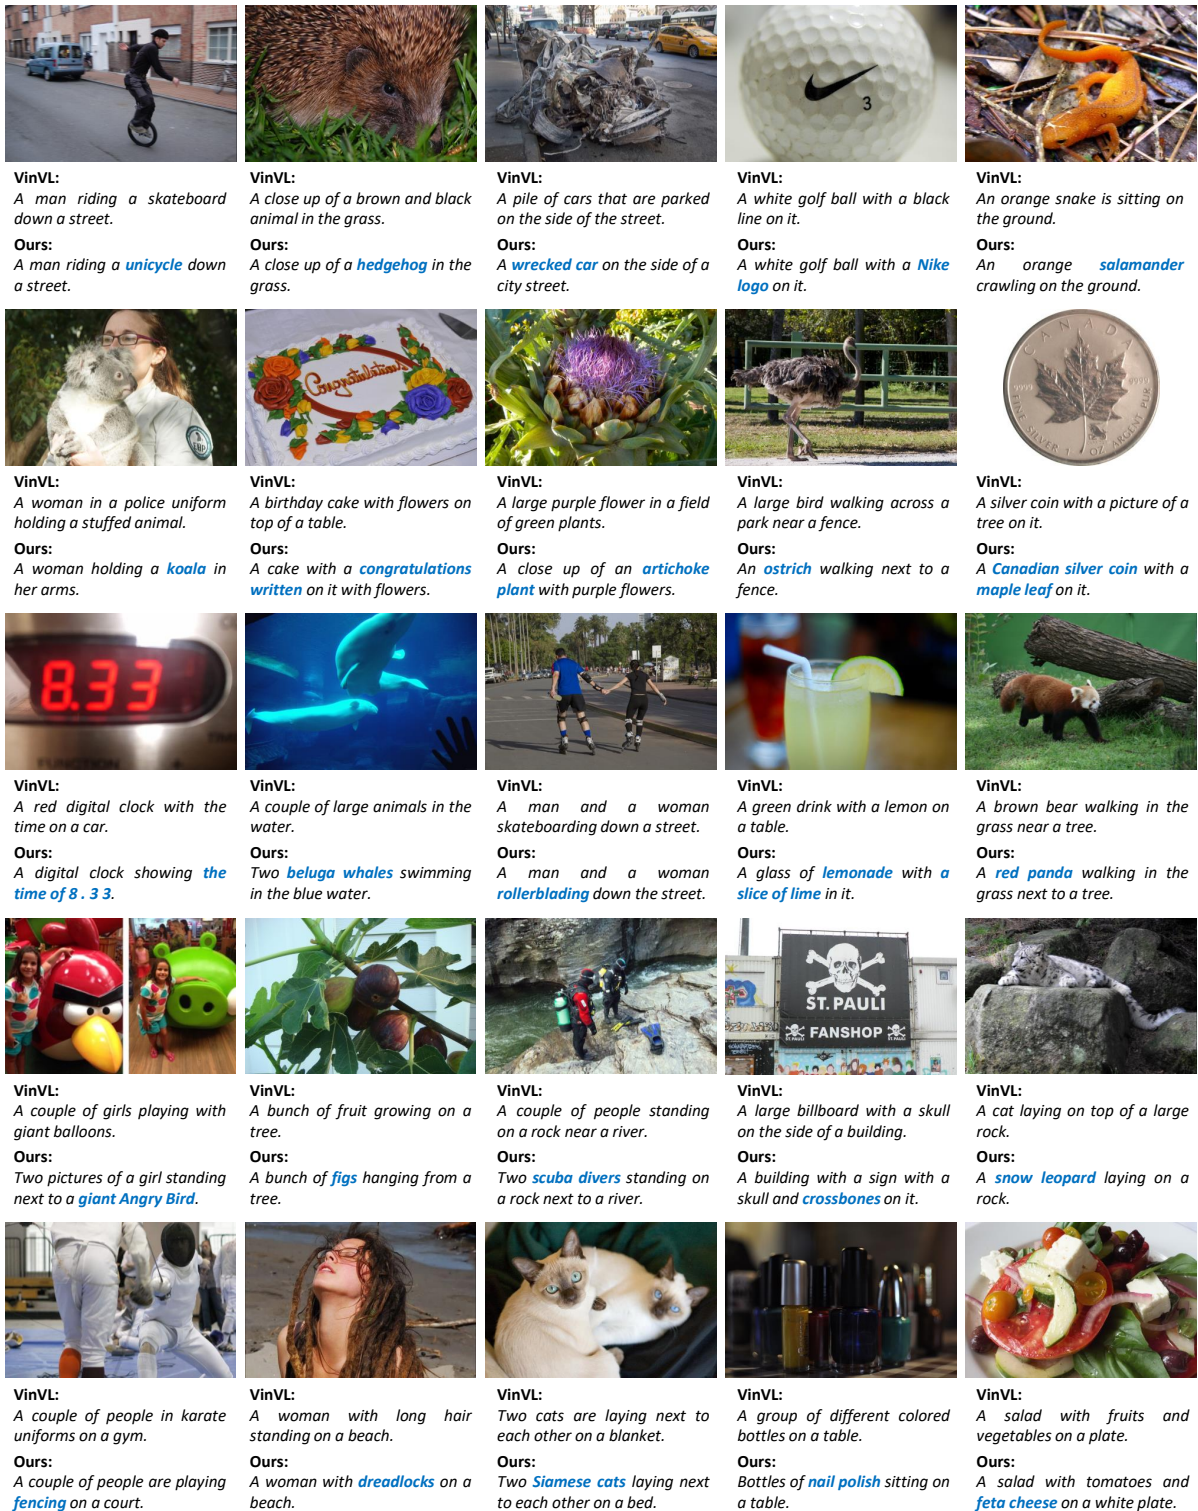 3
VinVL:
A man riding a skateboard
down a street.
Ours:
A man riding a unicycle down
a street.
VinVL:
A close up of a brown and black
animal in the grass.
Ours:
A close up of a hedgehog in the
grass.
VinVL:
A pile of cars that are parked
on the side of the street.
Ours:
A wrecked car on the side of a
city street.
VinVL:
A white golf ball with a black
line on it.
Ours:
A white golf ball with a Nike
logo on it.
VinVL:
An orange snake is sitting on
the ground.
Ours:
An orange salamander
crawling on the ground.
Congratulations
CANADA
9999
9999
FINE SILVER 1 OZ ARGENT PUR
VinVL:
A woman in a police uniform
holding a stuffed animal.
Ours:
A woman holding a koala in
her arms.
VinVL:
A birthday cake with flowers on
top of a table.
Ours:
A cake with a congratulations
written on it with flowers.
VinVL:
A large purple flower in a field
of green plants.
Ours:
A close up of an artichoke
plant with purple flowers.
VinVL:
A large bird walking across a
park near a fence.
Ours:
An ostrich walking next to a
fence.
VinVL:
A silver coin with a picture of a
tree on it.
Ours:
A Canadian silver coin with a
maple leaf on it.
8.33
FUNCTION
VinVL:
A red digital clock with the
time on a car.
Ours:
A digital clock showing the
time of 8 . 3 3.
VinVL:
A couple of large animals in the
water.
Ours:
Two beluga whales swimming
in the blue water.
VinVL:
A man and a woman
skateboarding down a street.
Ours:
A man and a woman
rollerblading down the street.
VinVL:
A green drink with a lemon on
a table.
Ours:
A glass of lemonade with a
slice of lime in it.
VinVL:
A brown bear walking in the
grass near a tree.
Ours:
A red panda walking in the
grass next to a tree.
ST. PAULI
FANSHOP
VinVL:
A couple of girls playing with
giant balloons.
Ours:
Two pictures of a girl standing
next to a giant Angry Bird.
VinVL:
A bunch of fruit growing on a
tree.
Ours:
A bunch of figs hanging from a
tree.
VinVL:
A couple of people standing
on a rock near a river.
Ours:
Two scuba divers standing on
a rock next to a river.
VinVL:
A large billboard with a skull
on the side of a building.
Ours:
A building with a sign with a
skull and crossbones on it.
VinVL:
A cat laying on top of a large
rock.
Ours:
A snow leopard laying on a
rock.
VinVL:
A couple of people in karate
uniforms on a gym.
Ours:
A couple of people are playing
fencing on a court.
VinVL:
A woman with long hair
standing on a beach.
Ours:
A woman with dreadlocks on a
beach.
VinVL:
Two cats are laying next to
each other on a blanket.
Ours:
Two Siamese cats laying next
to each other on a bed.
VinVL:
A group of different colored
bottles on a table.
Ours:
Bottles of nail polish sitting on
a table.
VinVL:
A salad with fruits and
vegetables on a plate.
Ours:
A salad with tomatoes and
feta cheese on a white plate.